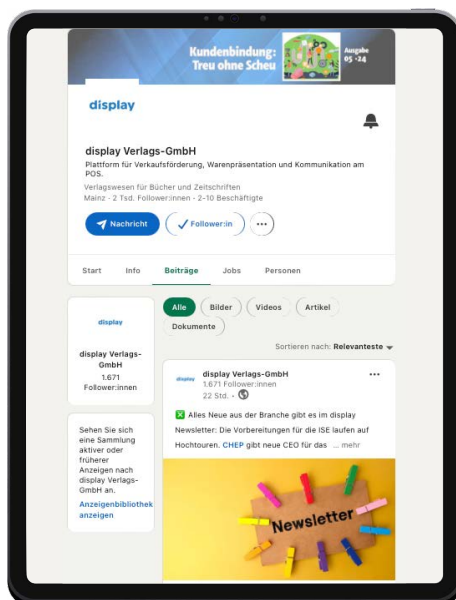 Kundenbindung:
Treu ohne Scheu
Ausgabe
05 -24
display
display Verlags-GmbH
Plattform für Verkaufsförderung, Warenpräsentation und Kommunikation am
POS.
Verlagswesen für Bücher und Zeitschriften
Mainz · 2 Tsd. Follower:innen · 2-10 Beschäftigte
Nachricht
Follower:in
Start Info Beiträge Jobs Personen
Alle Bilder Videos Artikel
Dokumente
Sortieren nach: Relevanteste
display
display Verlags-
GmbH
1.671
Follower:innen
Sehen Sie sich
eine Sammlung
aktiver oder
früherer
Anzeigen nach
display Verlags-
GmbH an.
Anzeigenbibliothek
anzeigen
display
display Verlags-GmbH
1.671 Follower:innen
22 Std. •
Alles Neue aus der Branche gibt es im display
Newsletter: Die Vorbereitungen für die ISE laufen auf
Hochtouren. CHEP gibt neue CEO für das ... mehr
Newsletter